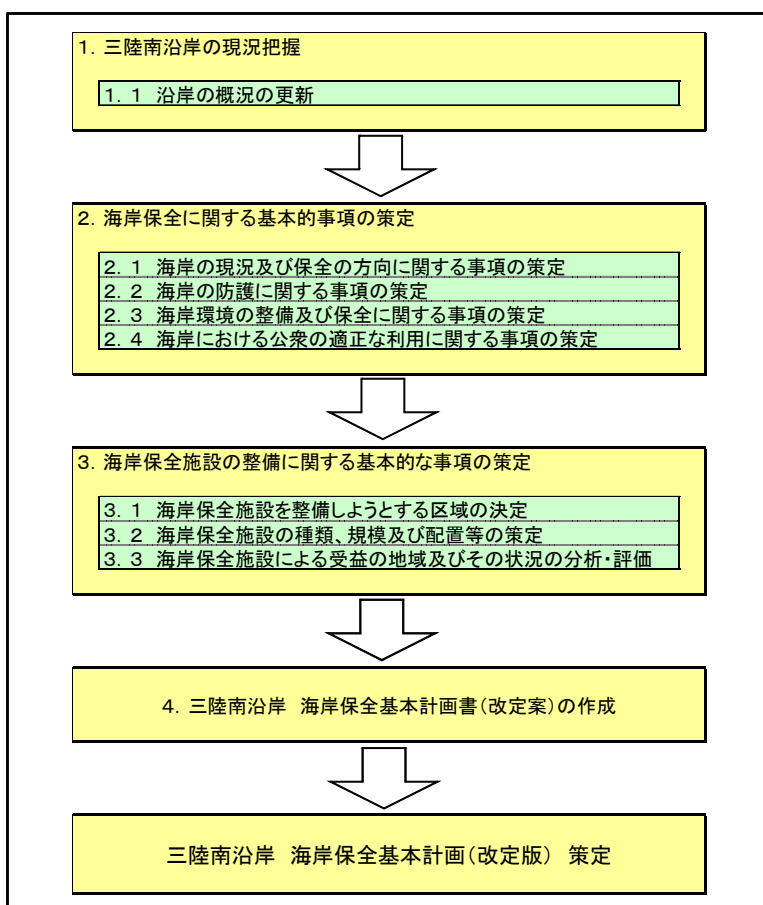 1．三陸南沿岸の現況把握
1．1 沿岸の概況の更新
2．海岸保全に関する基本的事項の策定
2．1 海岸の現況及び保全の方向に関する事項の策定
2．2 海岸の防護に関する事項の策定
2．3 海岸環境の整備及び保全に関する事項の策定
2．4 海岸における公衆の適正な利用に関する事項の策定
3．海岸保全施設の整備に関する基本的な事項の策定
3．1 海岸保全施設を整備しようとする区域の決定
3．2 海岸保全施設の種類、規模及び配置等の策定
3．3 海岸保全施設による受益の地域及びその状況の分析・評価
4．三陸南沿岸 海岸保全基本計画書（改定案）の作成
三陸南沿岸 海岸保全基本計画（改定版） 策定